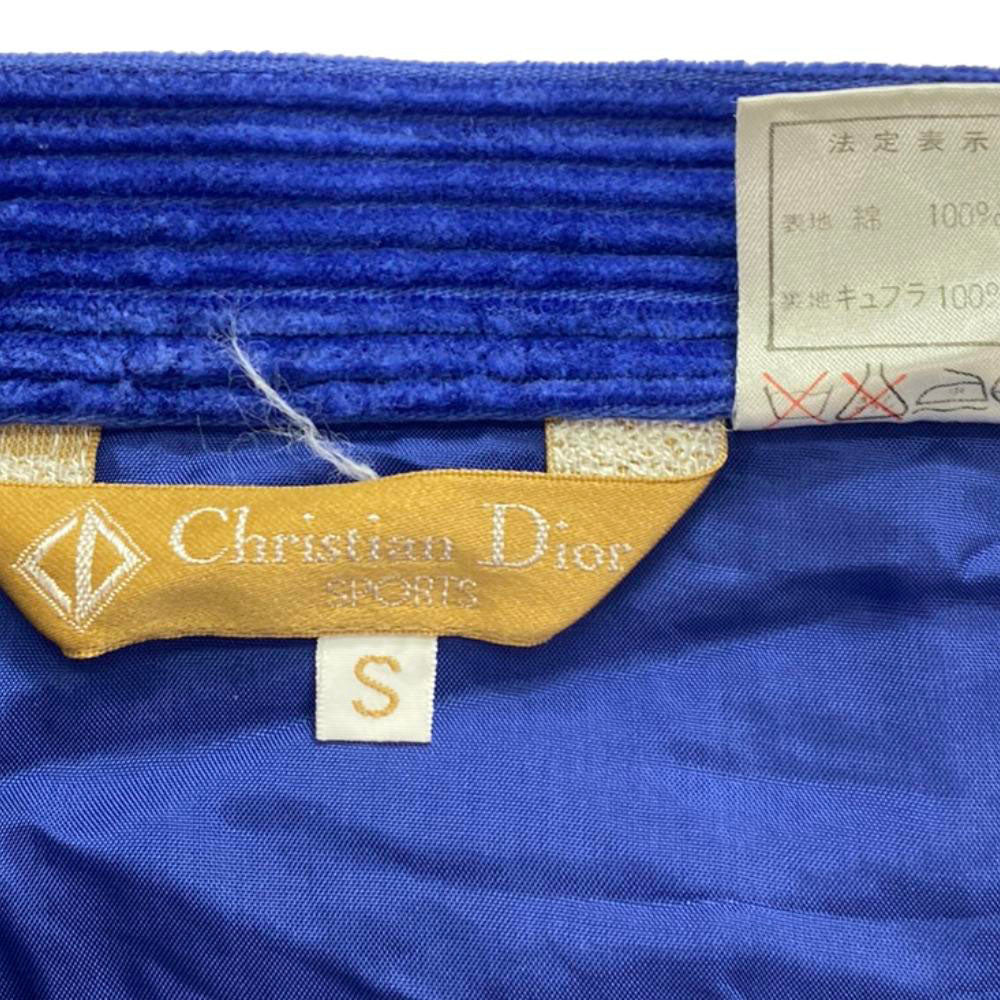 法定表示
表地 綿 100%
裏地 キュプラ 100%
Christian Dior
SPORTS
S